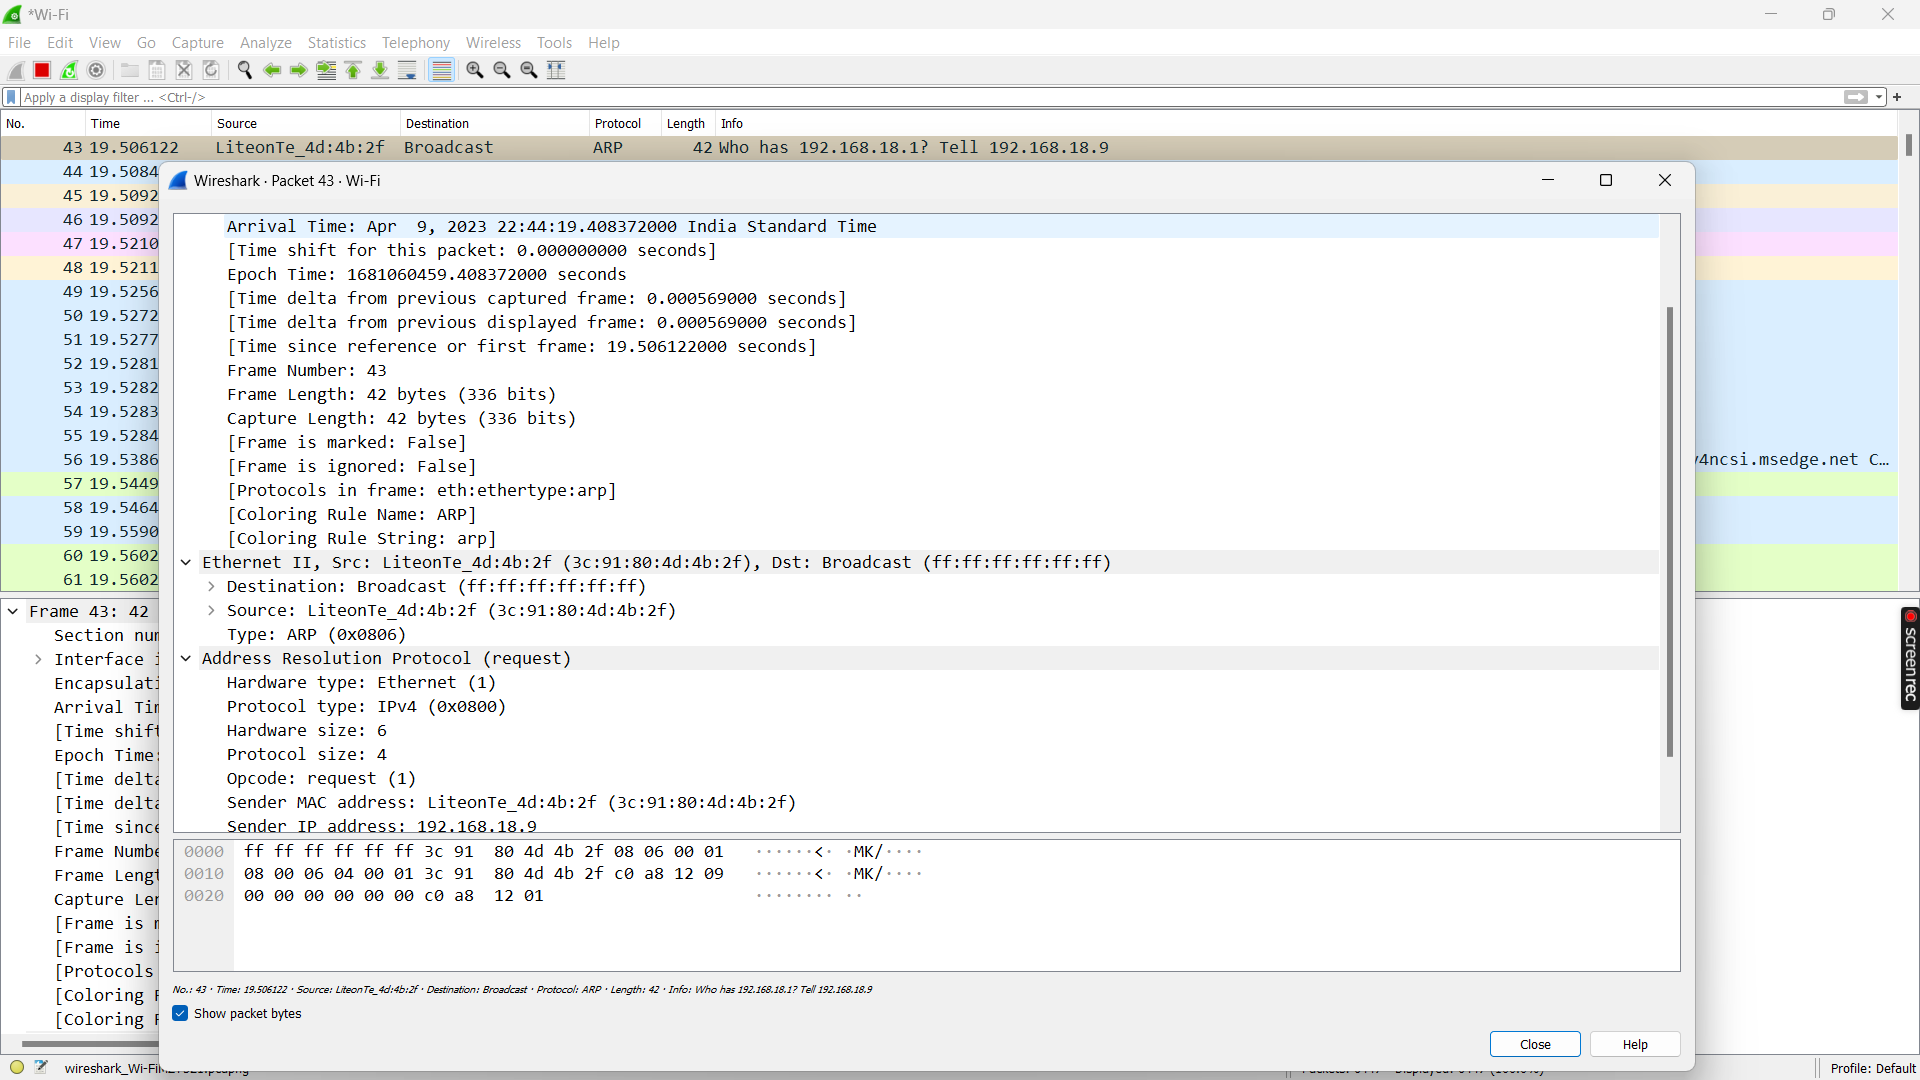 *Wi-Fi
File Edit View Go Capture Analyze Statistics Telephony Wireless Tools Help
Apply a display filter ... <Ctrl-/>
+
No. Time Source Destination Protocol Length Info
43 19.506122 LiteonTe_4d:4b:2f Broadcast ARP 42 Who has 192.168.18.1? Tell 192.168.18.9
44 19.5084
45 19.5092
46 19.5092
47 19.5210
48 19.5211
49 19.5256
50 19.5272
51 19.5277
52 19.5281
53 19.5282
54 19.5283
55 19.5284
56 19.5386 v4ncsi.msedge.net C…
57 19.5449
58 19.5464
59 19.5590
60 19.5602
61 19.5602
Wireshark · Packet 43 · Wi-Fi
Arrival Time: Apr  9, 2023 22:44:19.408372000 India Standard Time
[Time shift for this packet: 0.000000000 seconds]
Epoch Time: 1681060459.408372000 seconds
[Time delta from previous captured frame: 0.000569000 seconds]
[Time delta from previous displayed frame: 0.000569000 seconds]
[Time since reference or first frame: 19.506122000 seconds]
Frame Number: 43
Frame Length: 42 bytes (336 bits)
Capture Length: 42 bytes (336 bits)
[Frame is marked: False]
[Frame is ignored: False]
[Protocols in frame: eth:ethertype:arp]
[Coloring Rule Name: ARP]
[Coloring Rule String: arp]
Ethernet II, Src: LiteonTe_4d:4b:2f (3c:91:80:4d:4b:2f), Dst: Broadcast (ff:ff:ff:ff:ff:ff)
Destination: Broadcast (ff:ff:ff:ff:ff:ff)
Source: LiteonTe_4d:4b:2f (3c:91:80:4d:4b:2f)
Type: ARP (0x0806)
Address Resolution Protocol (request)
Hardware type: Ethernet (1)
Protocol type: IPv4 (0x0800)
Hardware size: 6
Protocol size: 4
Opcode: request (1)
Sender MAC address: LiteonTe_4d:4b:2f (3c:91:80:4d:4b:2f)
Sender IP address: 192.168.18.9
0000 ff ff ff ff ff ff 3c 91 80 4d 4b 2f 08 06 00 01 ······<· ·MK/····
0010 08 00 06 04 00 01 3c 91 80 4d 4b 2f c0 a8 12 09 ······<· ·MK/····
0020 00 00 00 00 00 00 c0 a8 12 01 ········ ··
No.: 43 · Time: 19.506122 · Source: LiteonTe_4d:4b:2f · Destination: Broadcast · Protocol: ARP · Length: 42 · Info: Who has 192.168.18.1? Tell 192.168.18.9
Show packet bytes
Close Help
Frame 43: 42
Section num
Interface i
Encapsulati
Arrival Tim
[Time shift
Epoch Time:
[Time delta
[Time delta
[Time since
Frame Numbe
Frame Lengt
Capture Len
[Frame is m
[Frame is i
[Protocols
[Coloring R
[Coloring R
screenrec
Profile: Default